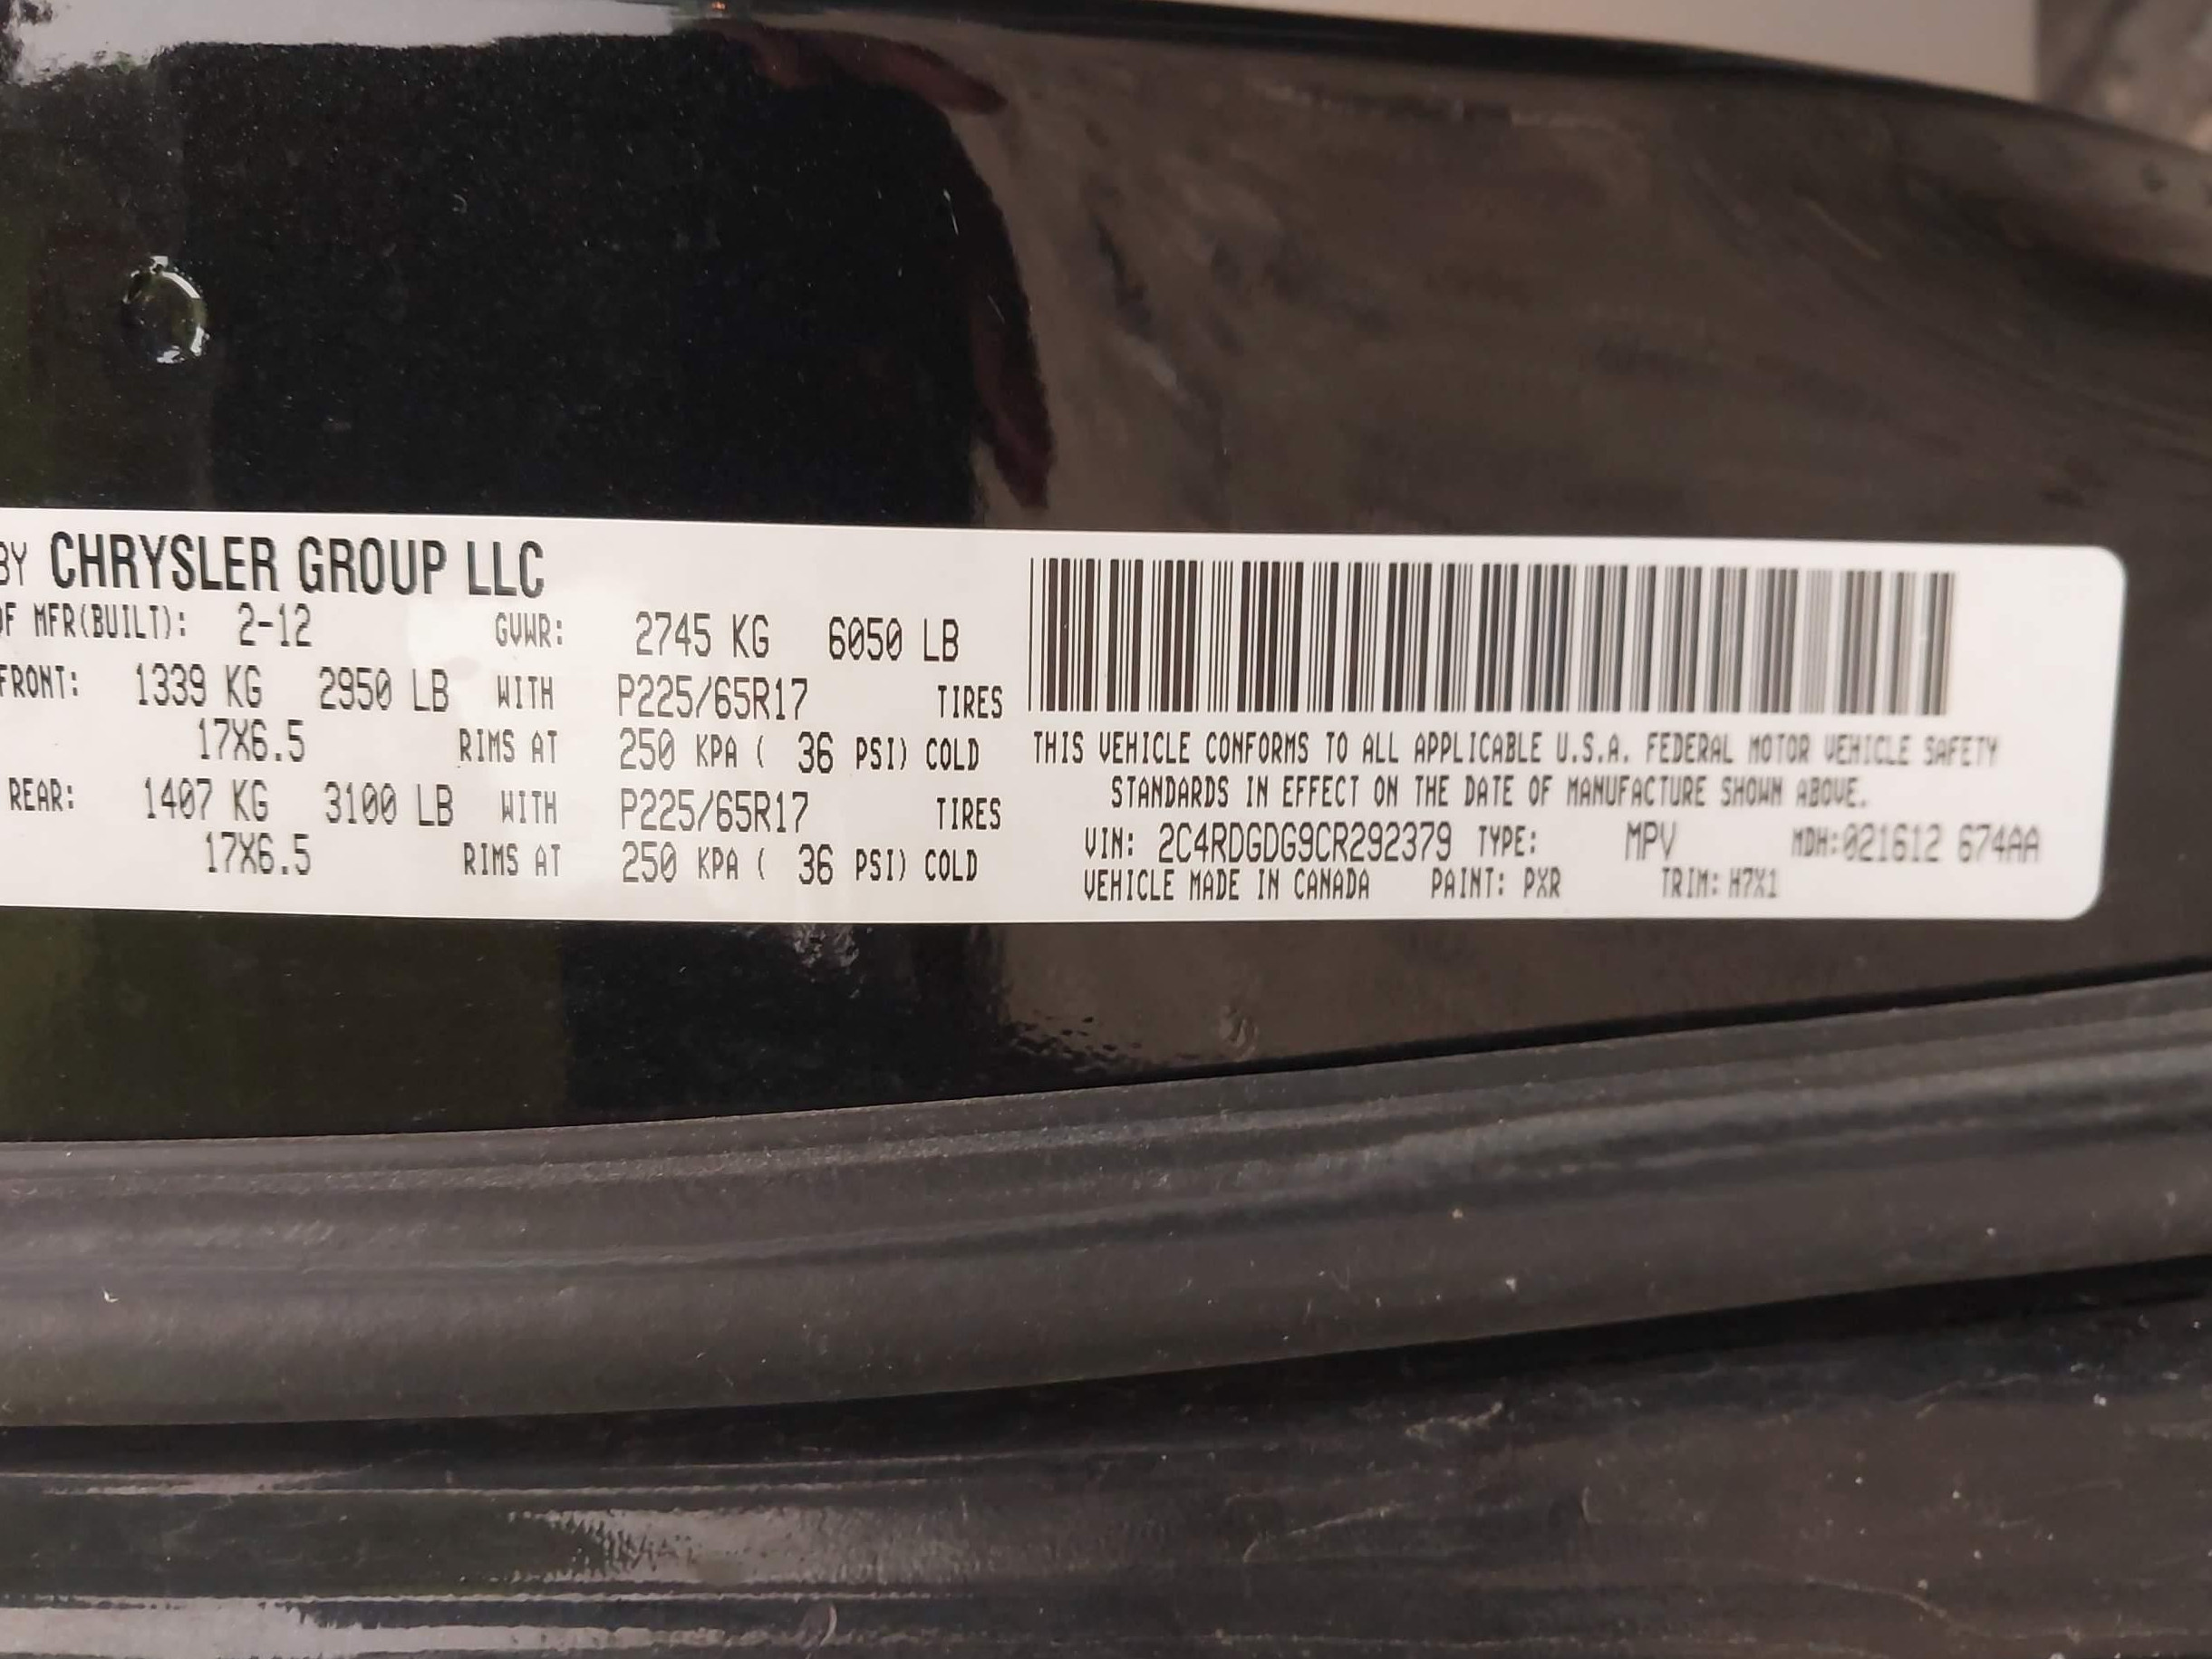 BY CHRYSLER GROUP LLC
OF MFR(BUILT): 2-12 GVWR: 2745 KG 6050 LB
FRONT: 1339 KG 2950 LB WITH P225/65R17 TIRES
17X6.5 RIMS AT 250 KPA ( 36 PSI) COLD
REAR: 1407 KG 3100 LB WITH P225/65R17 TIRES
17X6.5 RIMS AT 250 KPA ( 36 PSI) COLD
THIS VEHICLE CONFORMS TO ALL APPLICABLE U.S.A. FEDERAL MOTOR VEHICLE SAFETY
STANDARDS IN EFFECT ON THE DATE OF MANUFACTURE SHOWN ABOVE.
VIN: 2C4RDGDG9CR292379 TYPE: MPV MDH:021612 674AA
VEHICLE MADE IN CANADA PAINT: PXR TRIM: H7X1